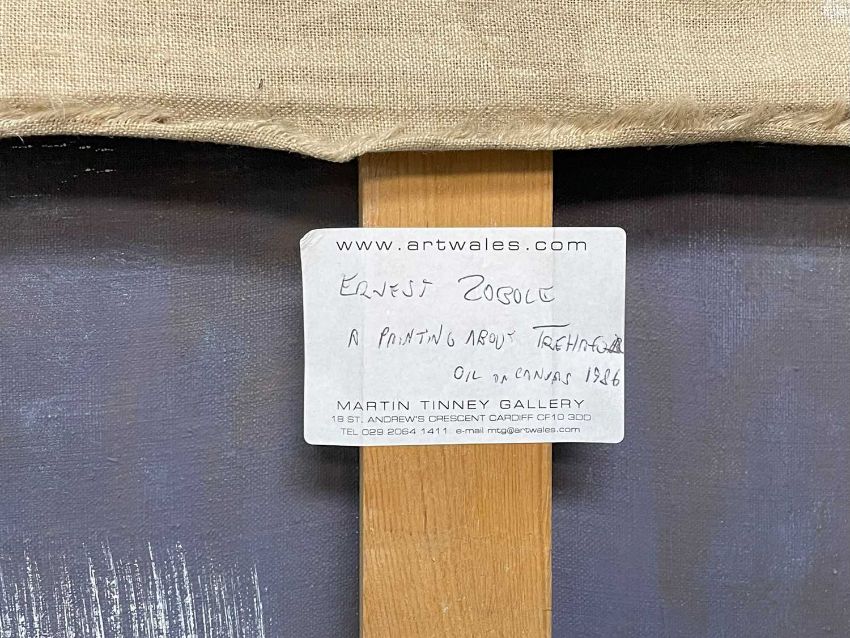 www.artwales.com
ERNEST ZOBOLE
A PAINTING ABOUT TREHAFOD
OIL ON CANVAS 1986
MARTIN TINNEY GALLERY
18 ST. ANDREW'S CRESCENT CARDIFF CF10 3DD
TEL 029 2064 1411 e-mail mtg@artwales.com